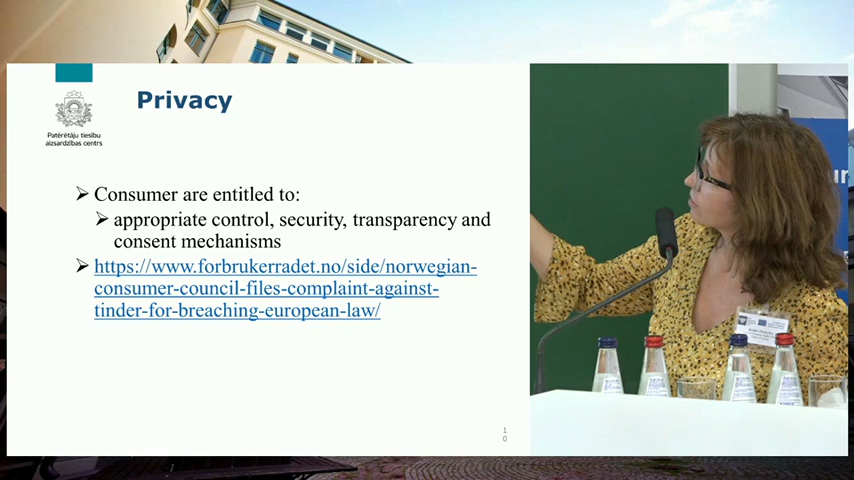 Privacy
Patērētāju tiesību
aizsardzības centrs
➢ Consumer are entitled to:
➢ appropriate control, security, transparency and
consent mechanisms
➢ https://www.forbrukerradet.no/side/norwegian-
consumer-council-files-complaint-against-
tinder-for-breaching-european-law/
1
0